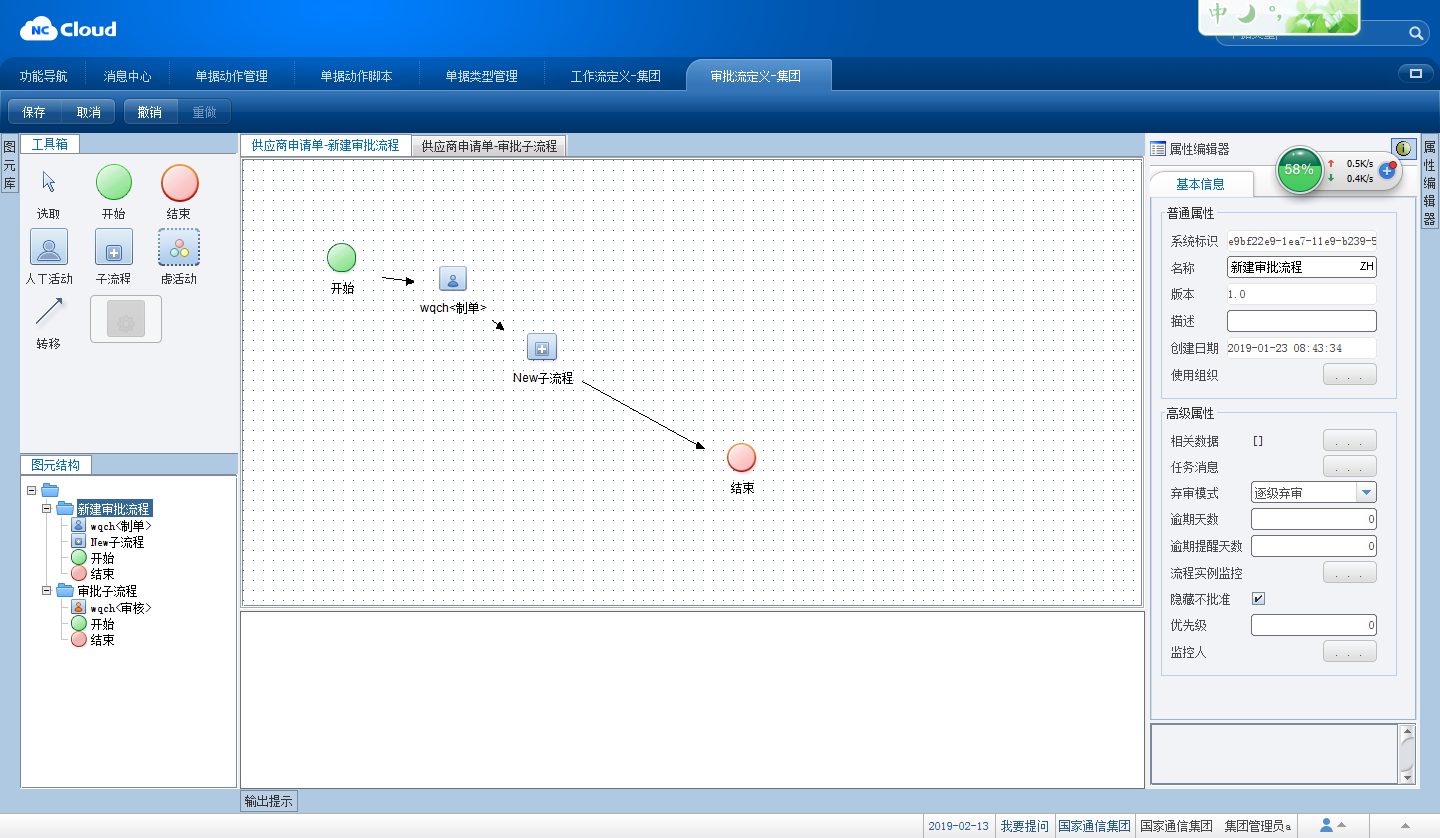 NC Cloud
中
功能导航 消息中心 单据动作管理 单据动作脚本 单据类型管理 工作流定义-集团 审批流定义-集团
保存 取消 撤销 重做
图元库
工具箱
选取 开始 结束
人工活动 子流程 虚活动
转移
图元结构
新建审批流程
wqch<制单>
New子流程
开始
结束
审批子流程
wqch<审核>
开始
结束
供应商申请单-新建审批流程 供应商申请单-审批子流程
开始
wqch<制单>
New子流程
结束
输出提示
属性编辑器
58%
0.5K/s
0.4K/s
基本信息
普通属性
系统标识 e9bf22e9-1ea7-11e9-b239-5
名称 新建审批流程 ZH
版本 1.0
描述
创建日期 2019-01-23 08:43:34
使用组织 . . .
高级属性
相关数据 [] . . .
任务消息 . . .
弃审模式 逐级弃审
逾期天数 0
逾期提醒天数 0
流程实例监控 . . .
隐藏不批准
优先级 0
监控人 . . .
属性编辑器
2019-02-13 我要提问 国家通信集团 国家通信集团 集团管理员a